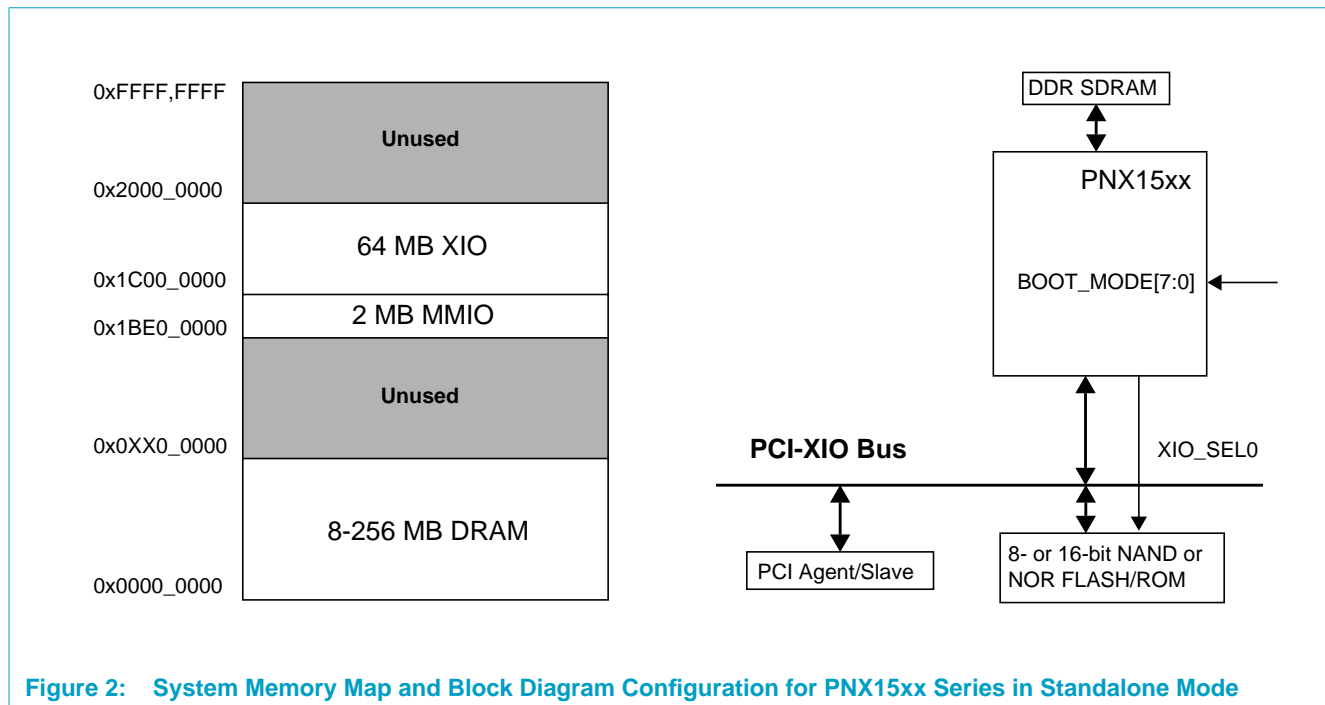 0xFFFF,FFFF
Unused
0x2000_0000
64 MB XIO
0x1C00_0000
2 MB MMIO
0x1BE0_0000
Unused
0x0XX0_0000
8-256 MB DRAM
0x0000_0000
DDR SDRAM
PNX15xx
BOOT_MODE[7:0]
PCI-XIO Bus
XIO_SEL0
PCI Agent/Slave
8- or 16-bit NAND or
NOR FLASH/ROM
Figure 2: System Memory Map and Block Diagram Configuration for PNX15xx Series in Standalone Mode